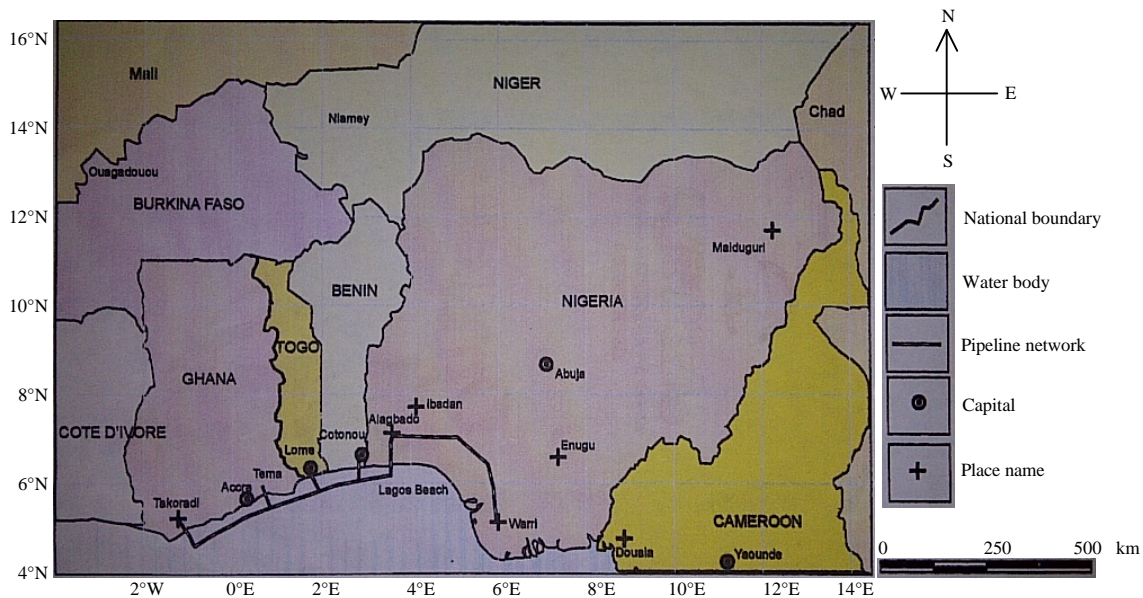 16°N
14°N
12°N
10°N
8°N
6°N
4°N
2°W
0°E
2°E
4°E
6°E
8°E
10°E
12°E
14°E
Mali
NIGER
Niamey
Chad
Ouagadouou
BURKINA FASO
Maiduguri
BENIN
NIGERIA
TOGO
GHANA
Abuja
Ibadan
Alagbado
COTE D'IVORE
Cotonou
Enugu
Lome
Tema
Accra
Lagos Beach
Takoradi
Warri
CAMEROON
Douala
Yaounde
N
W
E
S
National boundary
Water body
Pipeline network
Capital
Place name
0 250 500 km